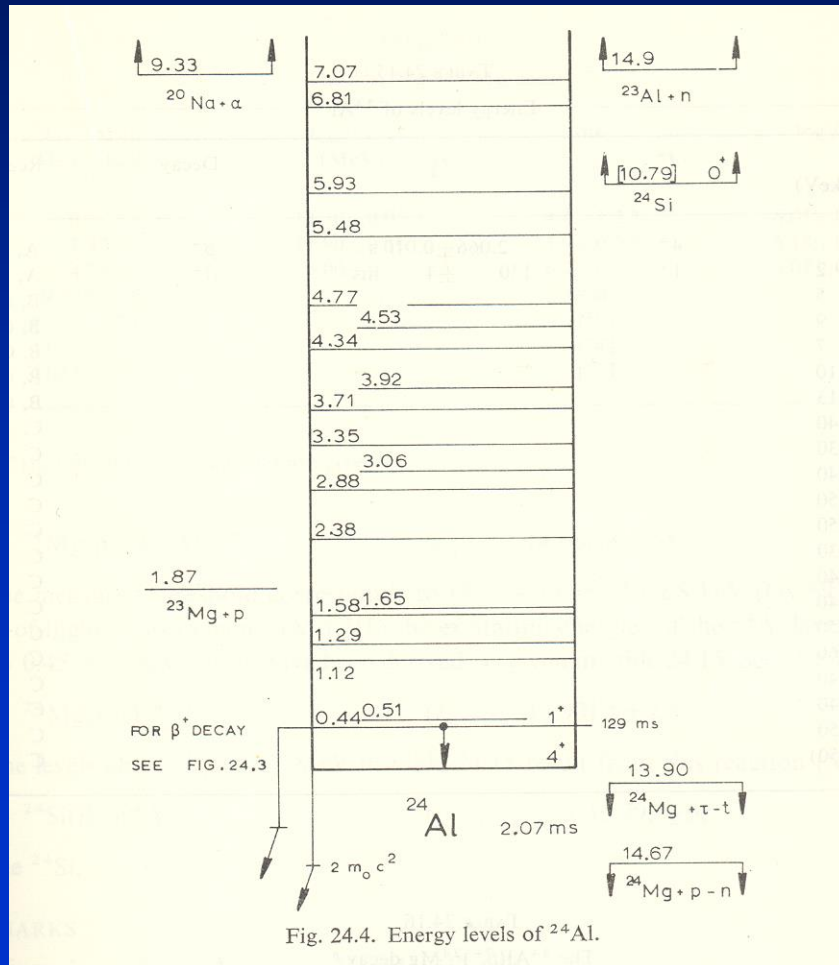 9.33
²⁰Na+α
7.07
6.81
14.9
²³Al+n
5.93
[10.79] 0⁺
²⁴Si
5.48
4.77
4.53
4.34
3.92
3.71
3.35
3.06
2.88
2.38
1.87
²³Mg+p
1.58 1.65
1.29
1.12
FOR β⁺ DECAY
SEE FIG.24.3
0.44 0.51 1⁺ 129 ms
4⁺
13.90
²⁴Mg+τ-t
²⁴Al 2.07ms
2 m₀c²
14.67
²⁴Mg+p-n
Fig. 24.4. Energy levels of ²⁴Al.